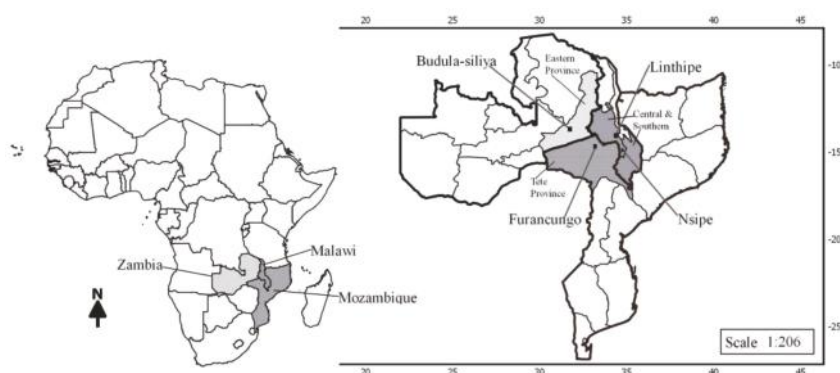 20 25 30 35 40 45
Budula-siliya
Eastern
Province
Linthipe
-10
Central &
Southern
-15
Tete
Province
Furancungo
Nsipe
Malawi
Zambia
-20
Mozambique
N
-25
Scale 1:206
20 25 30 35 40 45